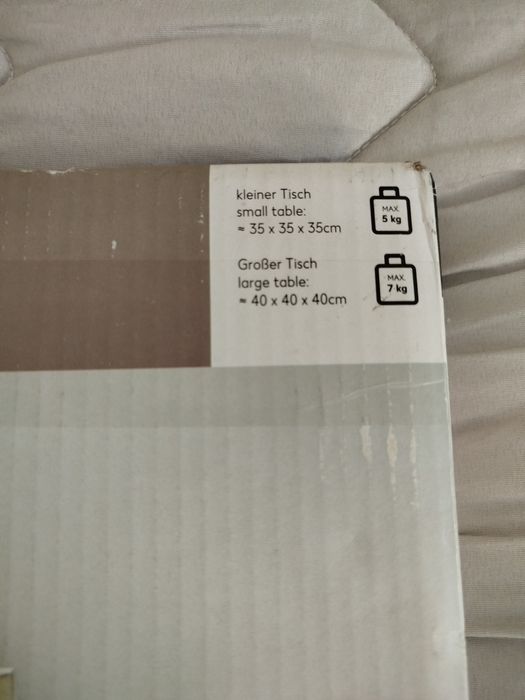 kleiner Tisch
small table:
≈ 35 x 35 x 35cm
MAX.
5 kg
Großer Tisch
large table:
≈ 40 x 40 x 40cm
MAX.
7 kg